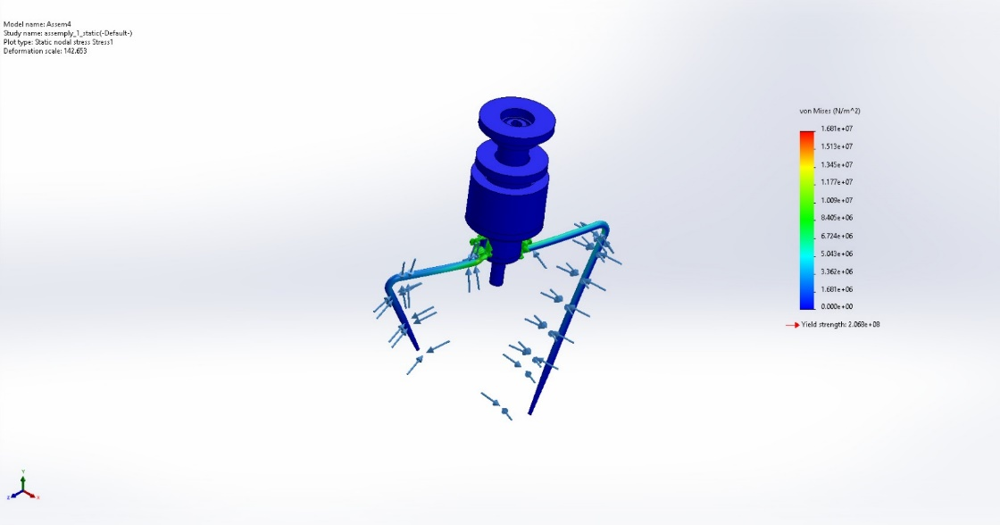 Model name: Assem4
Study name: assemply_1_static(-Default-)
Plot type: Static nodal stress Stress1
Deformation scale: 142.653
von Mises (N/m^2)
1.681e+07
1.513e+07
1.345e+07
1.177e+07
1.009e+07
8.405e+06
6.724e+06
5.043e+06
3.362e+06
1.681e+06
0.000e+00
Yield strength: 2.068e+08
Y
Z
X